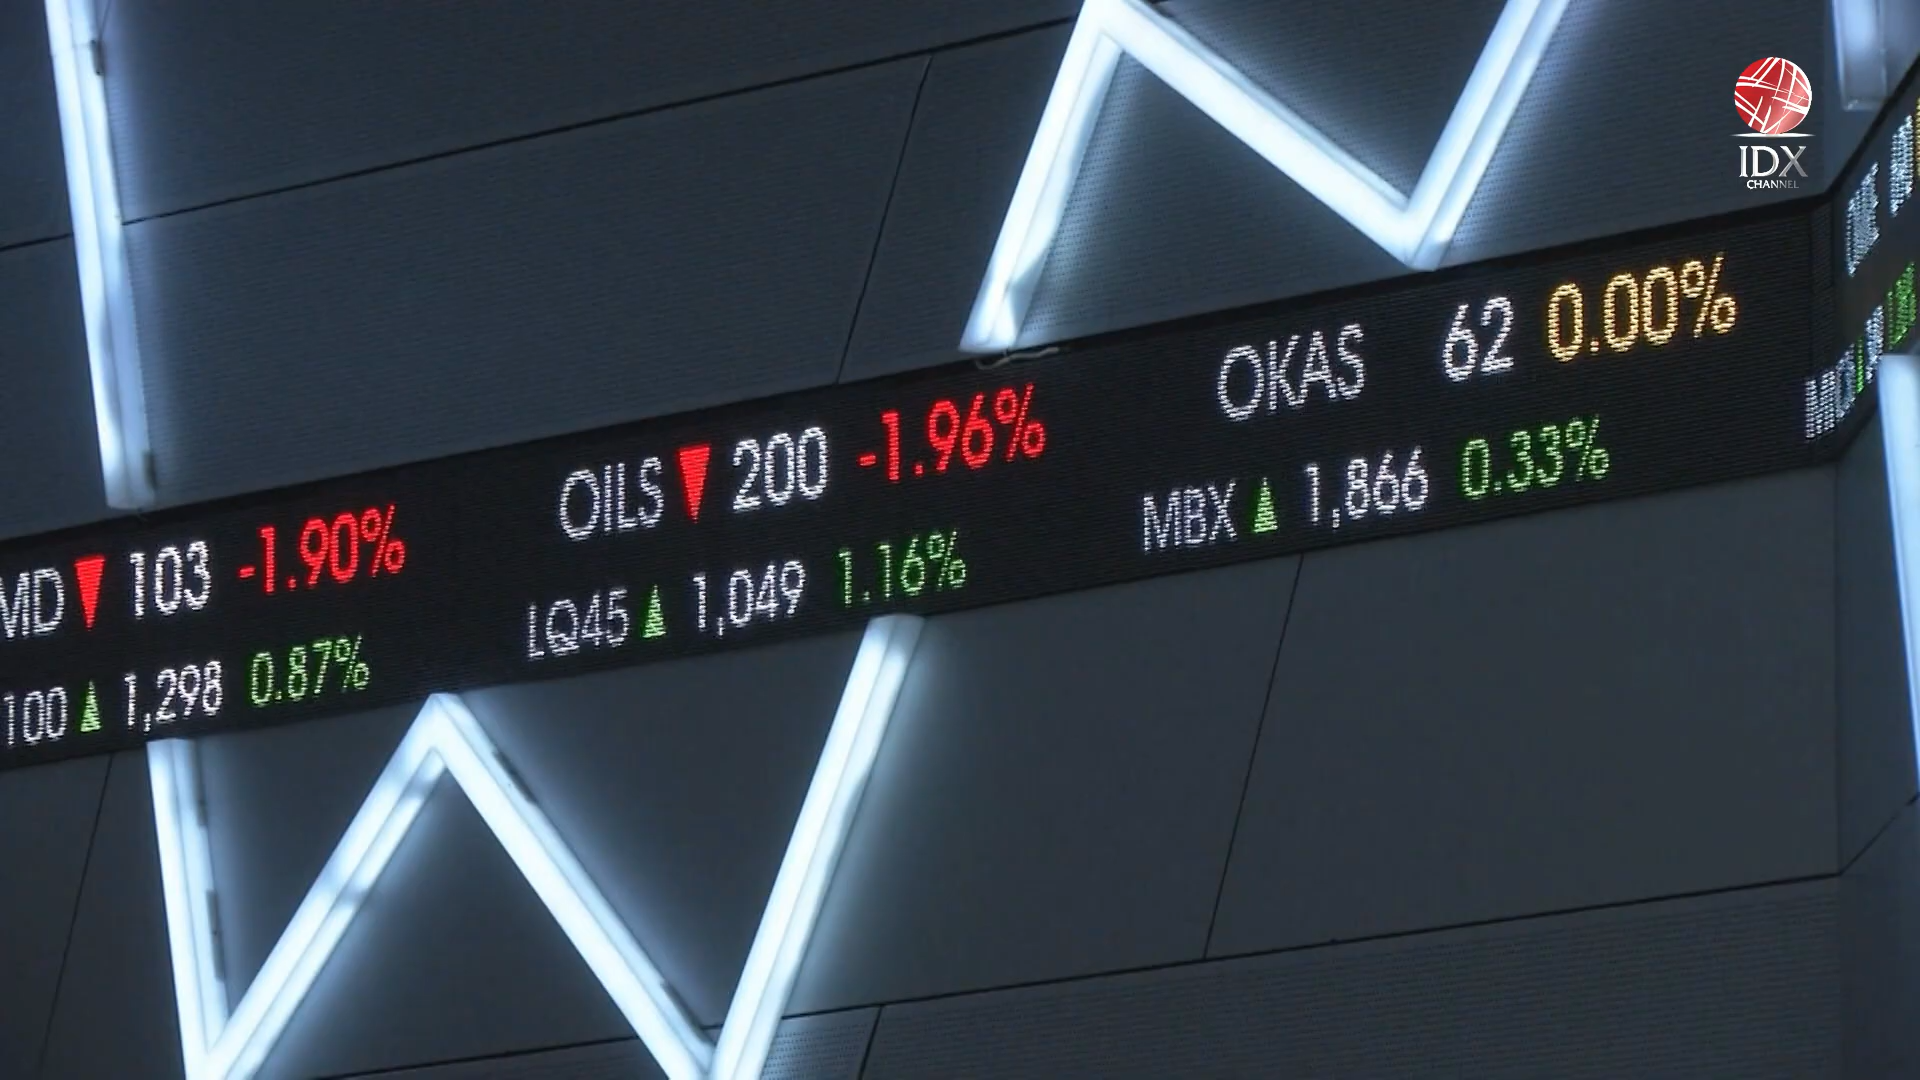 IDX
CHANNEL
MD ▼ 103 -1.90% OILS ▼ 200 -1.96% OKAS 62 0.00%
100 ▲ 1,298 0.87% LQ45 ▲ 1,049 1.16% MBX ▲ 1,866 0.33%